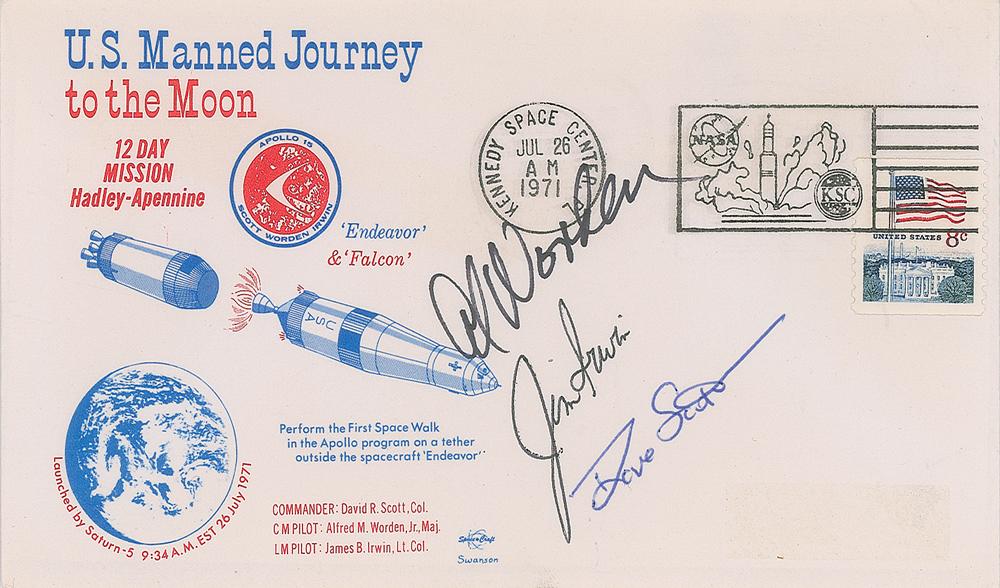 U.S. Manned Journey
to the Moon
12 DAY
MISSION
Hadley-Apennine
APOLLO 15
SCOTT WORDEN IRWIN
'Endeavor'
& 'Falcon'
USA
KENNEDY SPACE CENTER
JUL 26
AM
1971
NASA
KSC
UNITED STATES 8c
Al Worden
Jim Irwin
Dave Scott
Perform the First Space Walk
in the Apollo program on a tether
outside the spacecraft 'Endeavor'
Launched by Saturn-5 9:34 A.M. EST 26 July 1971
COMMANDER: David R. Scott, Col.
CM PILOT: Alfred M. Worden, Jr., Maj.
LM PILOT: James B. Irwin, Lt. Col.
Space Craft
Swanson